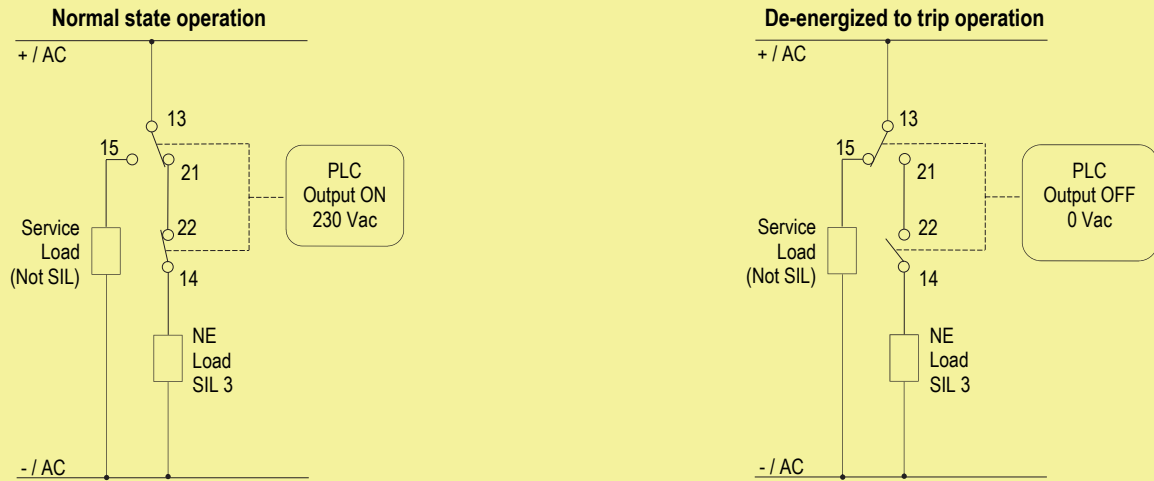 Normal state operation
+ / AC
13
15
21
PLC
Output ON
230 Vac
22
Service
Load
(Not SIL)
14
NE
Load
SIL 3
- / AC
De-energized to trip operation
+ / AC
13
15
21
PLC
Output OFF
0 Vac
22
Service
Load
(Not SIL)
14
NE
Load
SIL 3
- / AC